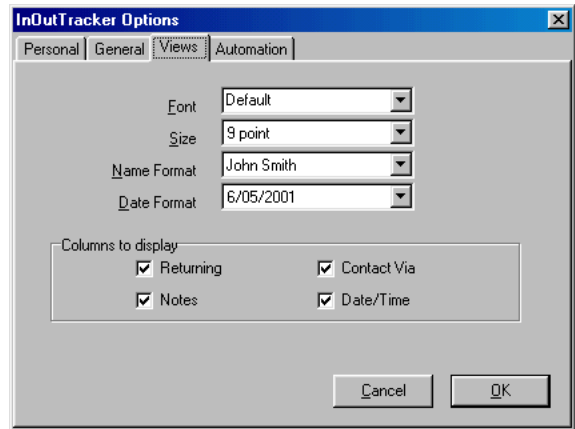 InOutTracker Options
Personal General Views Automation
Font Default
Size 9 point
Name Format John Smith
Date Format 6/05/2001
Columns to display
Returning Contact Via
Notes Date/Time
Cancel OK